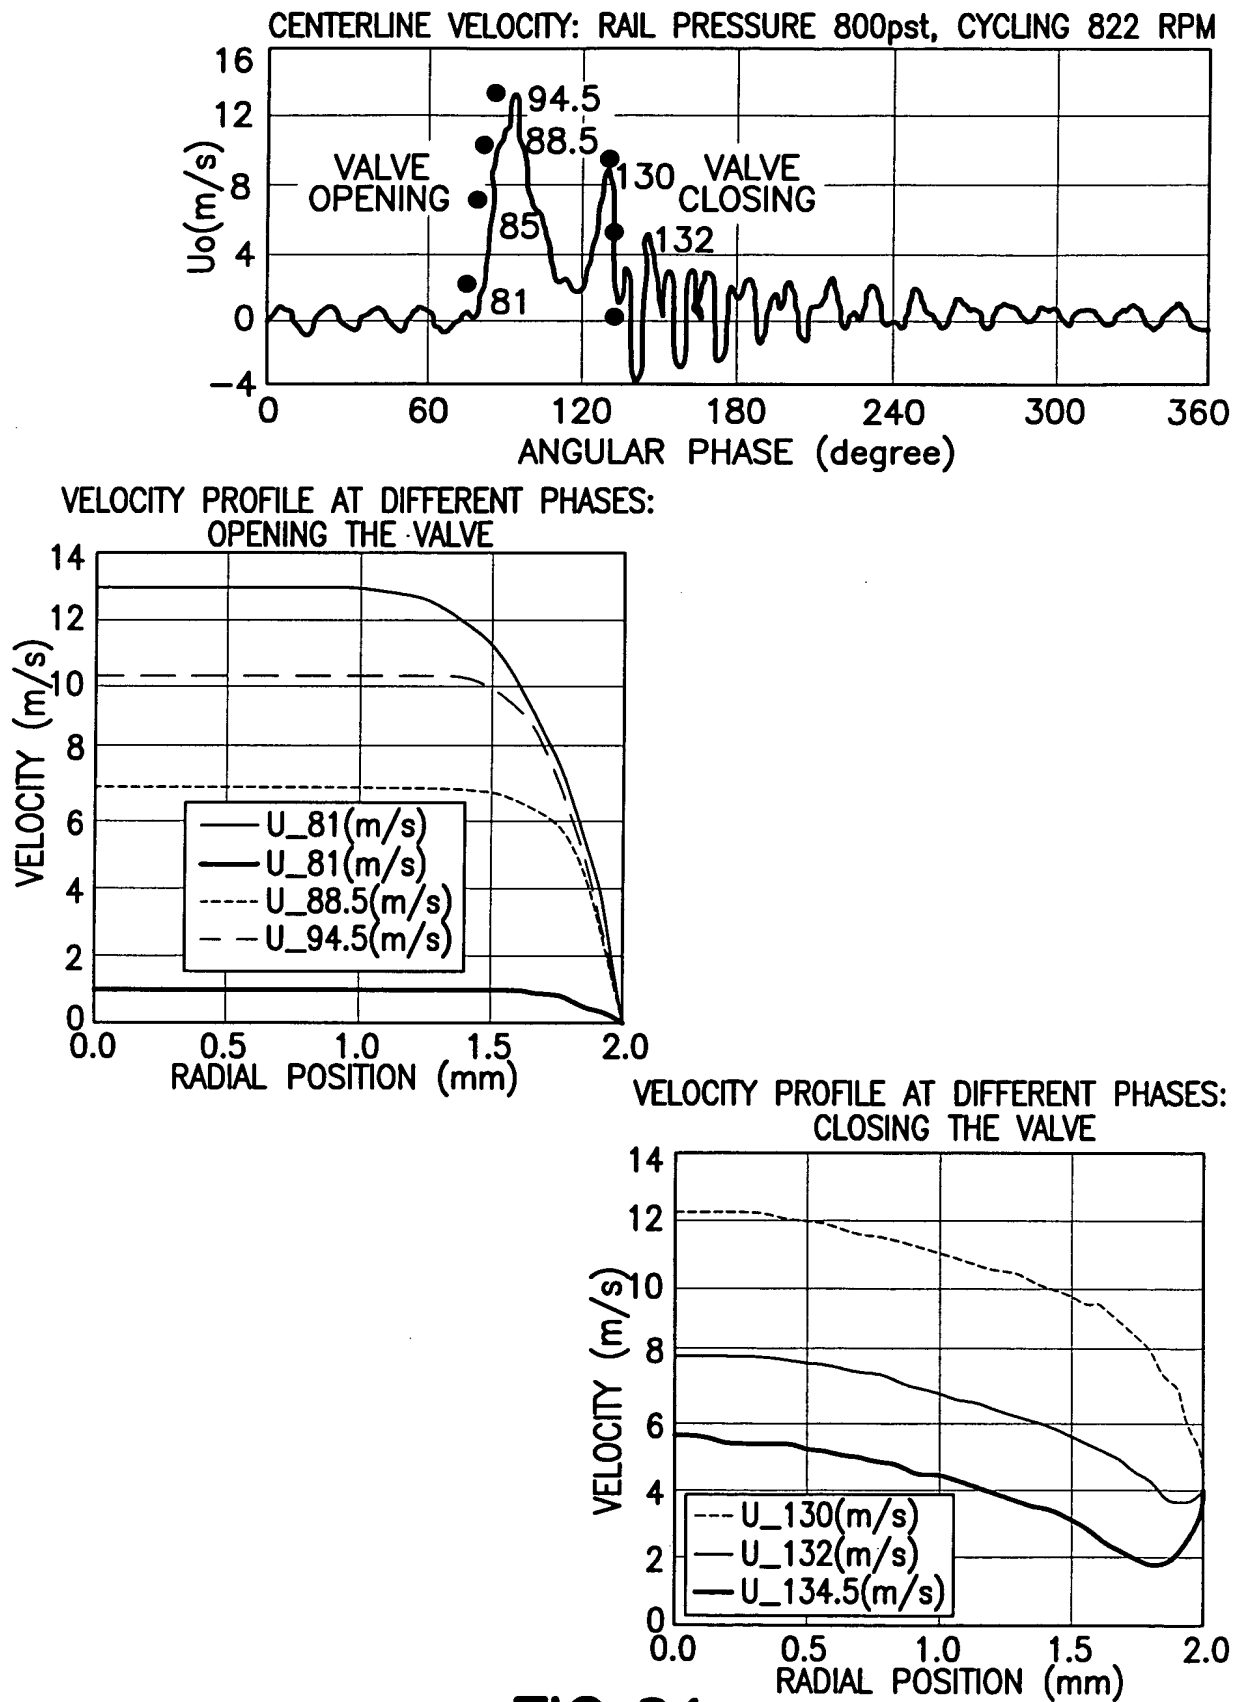 CENTERLINE VELOCITY: RAIL PRESSURE 800pst, CYCLING 822 RPM
16
12
8
4
0
-4
Uo(m/s)
VALVE
OPENING
94.5
88.5
85
81
130
132
VALVE
CLOSING
0 60 120 180 240 300 360
ANGULAR PHASE (degree)
VELOCITY PROFILE AT DIFFERENT PHASES:
OPENING THE VALVE
14
12
10
8
6
4
2
0
VELOCITY (m/s)
U_81(m/s)
U_81(m/s)
U_88.5(m/s)
U_94.5(m/s)
0.0 0.5 1.0 1.5 2.0
RADIAL POSITION (mm)
VELOCITY PROFILE AT DIFFERENT PHASES:
CLOSING THE VALVE
14
12
10
8
6
4
2
0
VELOCITY (m/s)
U_130(m/s)
U_132(m/s)
U_134.5(m/s)
0.0 0.5 1.0 1.5 2.0
RADIAL POSITION (mm)